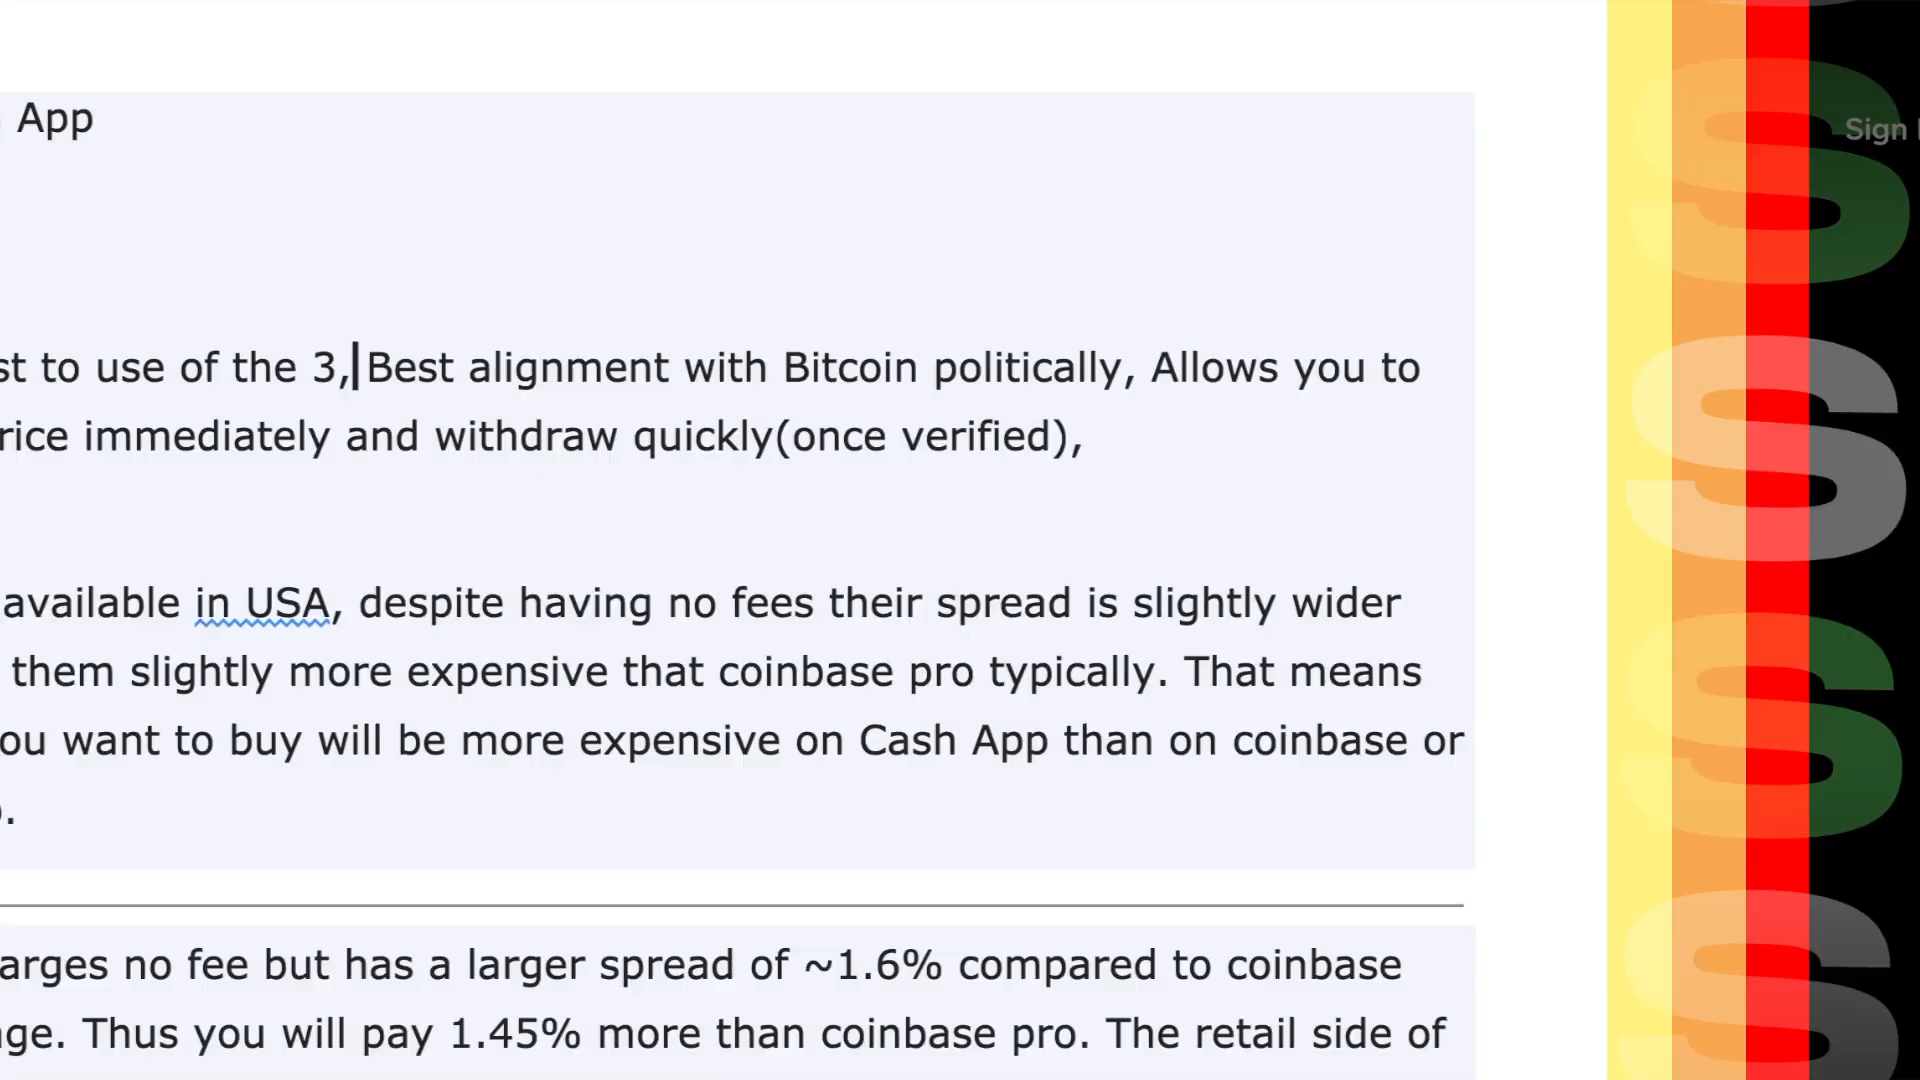 App
st to use of the 3, Best alignment with Bitcoin politically, Allows you to
rice immediately and withdraw quickly(once verified),
available in USA, despite having no fees their spread is slightly wider
them slightly more expensive that coinbase pro typically. That means
ou want to buy will be more expensive on Cash App than on coinbase or
.
arges no fee but has a larger spread of ~1.6% compared to coinbase
age. Thus you will pay 1.45% more than coinbase pro. The retail side of
Sign
S
S
S
S